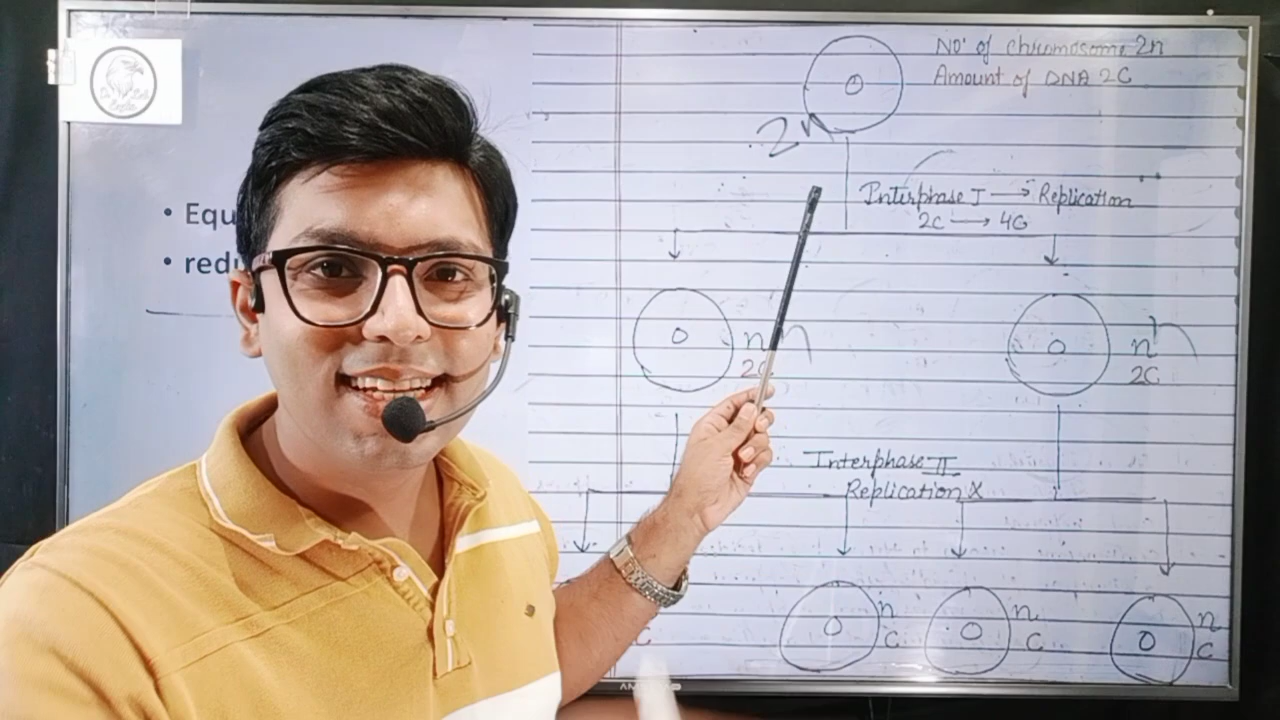 No' of chromosome 2n
Amount of DNA 2C
2n
Interphase I → Replication
2C → 4C
• Equ
• red
n n
2C
n n
2C
Interphase II
Replication X
n
C
n
C
n
C
C